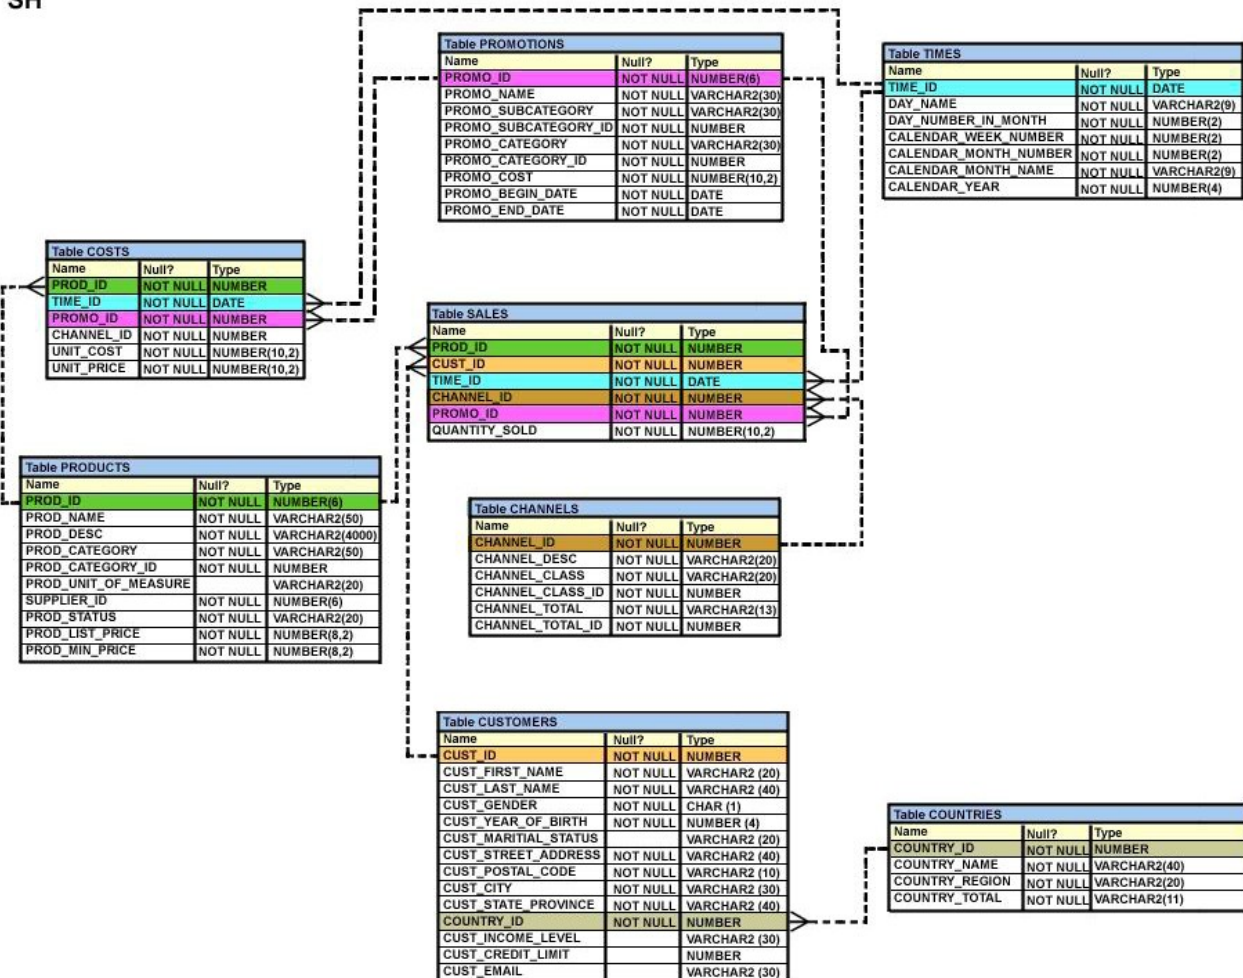 SH
Table PROMOTIONS
Name Null? Type
PROMO_ID NOT NULL NUMBER(6)
PROMO_NAME NOT NULL VARCHAR2(30)
PROMO_SUBCATEGORY NOT NULL VARCHAR2(30)
PROMO_SUBCATEGORY_ID NOT NULL NUMBER
PROMO_CATEGORY NOT NULL VARCHAR2(30)
PROMO_CATEGORY_ID NOT NULL NUMBER
PROMO_COST NOT NULL NUMBER(10,2)
PROMO_BEGIN_DATE NOT NULL DATE
PROMO_END_DATE NOT NULL DATE
Table TIMES
Name Null? Type
TIME_ID NOT NULL DATE
DAY_NAME NOT NULL VARCHAR2(9)
DAY_NUMBER_IN_MONTH NOT NULL NUMBER(2)
CALENDAR_WEEK_NUMBER NOT NULL NUMBER(2)
CALENDAR_MONTH_NUMBER NOT NULL NUMBER(2)
CALENDAR_MONTH_NAME NOT NULL VARCHAR2(9)
CALENDAR_YEAR NOT NULL NUMBER(4)
Table COSTS
Name Null? Type
PROD_ID NOT NULL NUMBER
TIME_ID NOT NULL DATE
PROMO_ID NOT NULL NUMBER
CHANNEL_ID NOT NULL NUMBER
UNIT_COST NOT NULL NUMBER(10,2)
UNIT_PRICE NOT NULL NUMBER(10,2)
Table SALES
Name Null? Type
PROD_ID NOT NULL NUMBER
CUST_ID NOT NULL NUMBER
TIME_ID NOT NULL DATE
CHANNEL_ID NOT NULL NUMBER
PROMO_ID NOT NULL NUMBER
QUANTITY_SOLD NOT NULL NUMBER(10,2)
Table PRODUCTS
Name Null? Type
PROD_ID NOT NULL NUMBER(6)
PROD_NAME NOT NULL VARCHAR2(50)
PROD_DESC NOT NULL VARCHAR2(4000)
PROD_CATEGORY NOT NULL VARCHAR2(50)
PROD_CATEGORY_ID NOT NULL NUMBER
PROD_UNIT_OF_MEASURE VARCHAR2(20)
SUPPLIER_ID NOT NULL NUMBER(6)
PROD_STATUS NOT NULL VARCHAR2(20)
PROD_LIST_PRICE NOT NULL NUMBER(8,2)
PROD_MIN_PRICE NOT NULL NUMBER(8,2)
Table CHANNELS
Name Null? Type
CHANNEL_ID NOT NULL NUMBER
CHANNEL_DESC NOT NULL VARCHAR2(20)
CHANNEL_CLASS NOT NULL VARCHAR2(20)
CHANNEL_CLASS_ID NOT NULL NUMBER
CHANNEL_TOTAL NOT NULL VARCHAR2(13)
CHANNEL_TOTAL_ID NOT NULL NUMBER
Table CUSTOMERS
Name Null? Type
CUST_ID NOT NULL NUMBER
CUST_FIRST_NAME NOT NULL VARCHAR2 (20)
CUST_LAST_NAME NOT NULL VARCHAR2 (40)
CUST_GENDER NOT NULL CHAR (1)
CUST_YEAR_OF_BIRTH NOT NULL NUMBER (4)
CUST_MARITIAL_STATUS VARCHAR2 (20)
CUST_STREET_ADDRESS NOT NULL VARCHAR2 (40)
CUST_POSTAL_CODE NOT NULL VARCHAR2 (10)
CUST_CITY NOT NULL VARCHAR2 (30)
CUST_STATE_PROVINCE NOT NULL VARCHAR2 (40)
COUNTRY_ID NOT NULL NUMBER
CUST_INCOME_LEVEL VARCHAR2 (30)
CUST_CREDIT_LIMIT NUMBER
CUST_EMAIL VARCHAR2 (30)
Table COUNTRIES
Name Null? Type
COUNTRY_ID NOT NULL NUMBER
COUNTRY_NAME NOT NULL VARCHAR2(40)
COUNTRY_REGION NOT NULL VARCHAR2(20)
COUNTRY_TOTAL NOT NULL VARCHAR2(11)